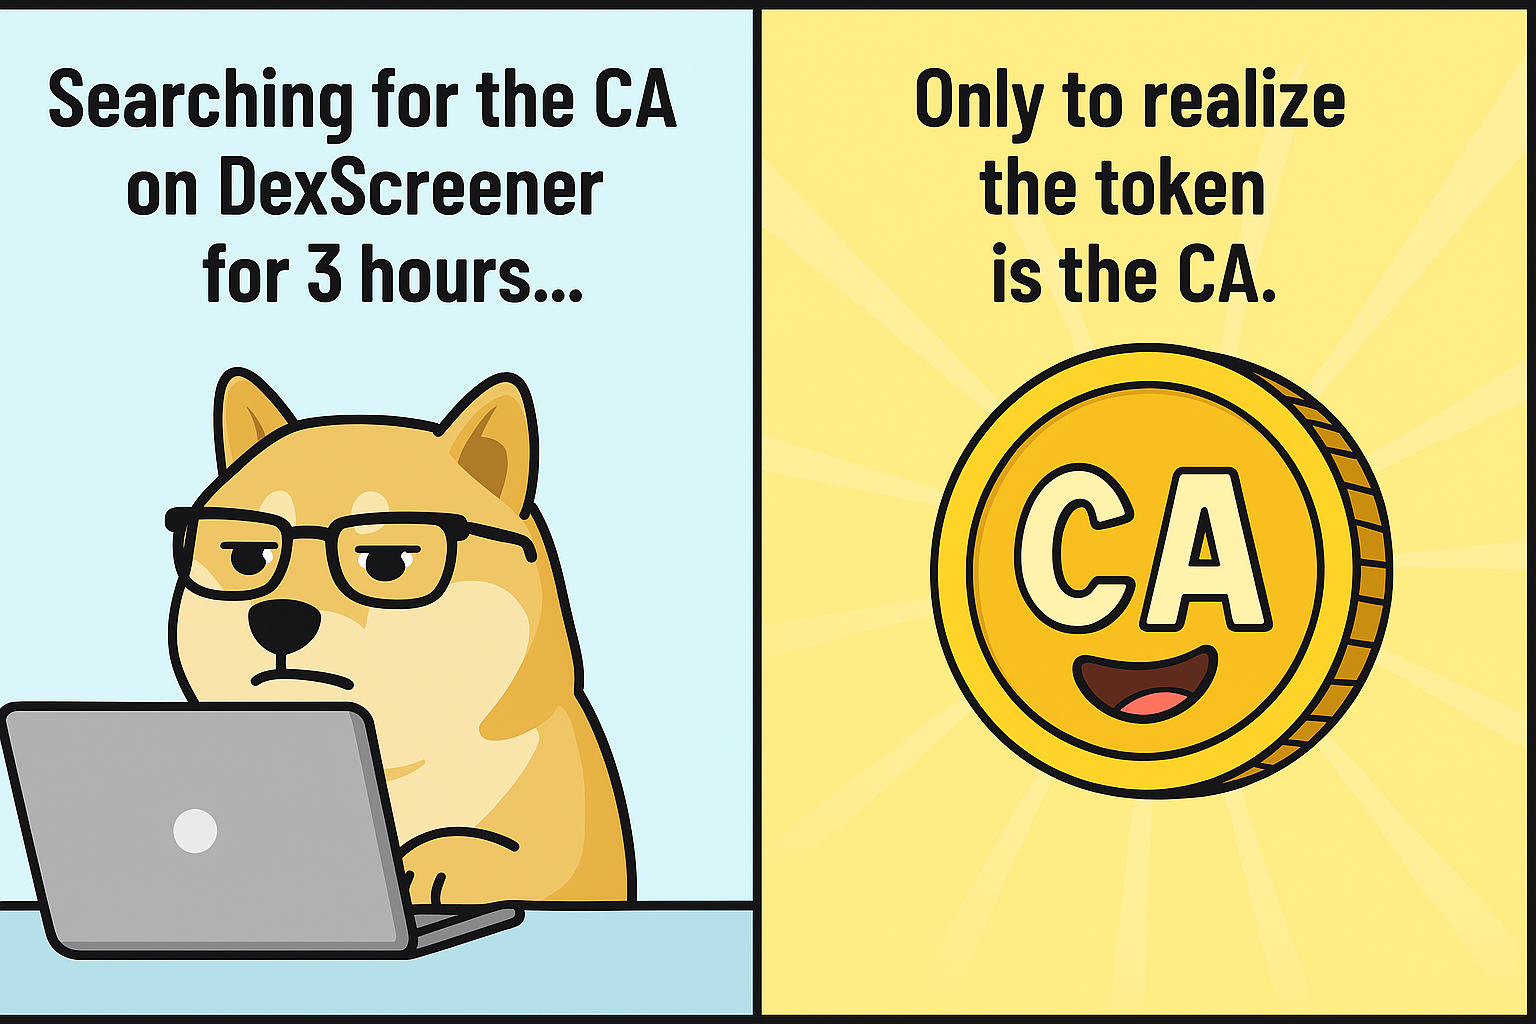 Searching for the CA
on DexScreener
for 3 hours...
Only to realize
the token
is the CA.
CA